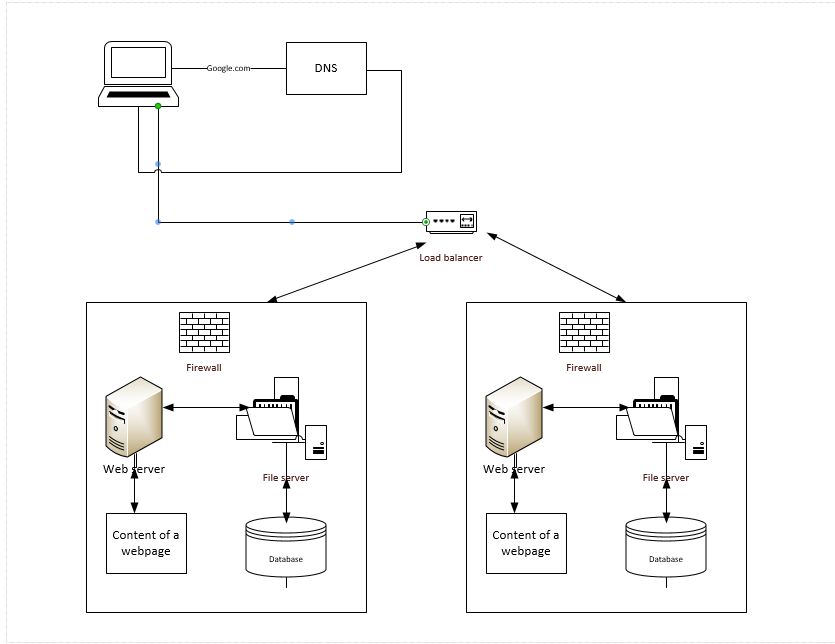 Google.com
DNS
Load balancer
Firewall
Firewall
Web server
File server
Web server
File server
Content of a
webpage
Database
Content of a
webpage
Database